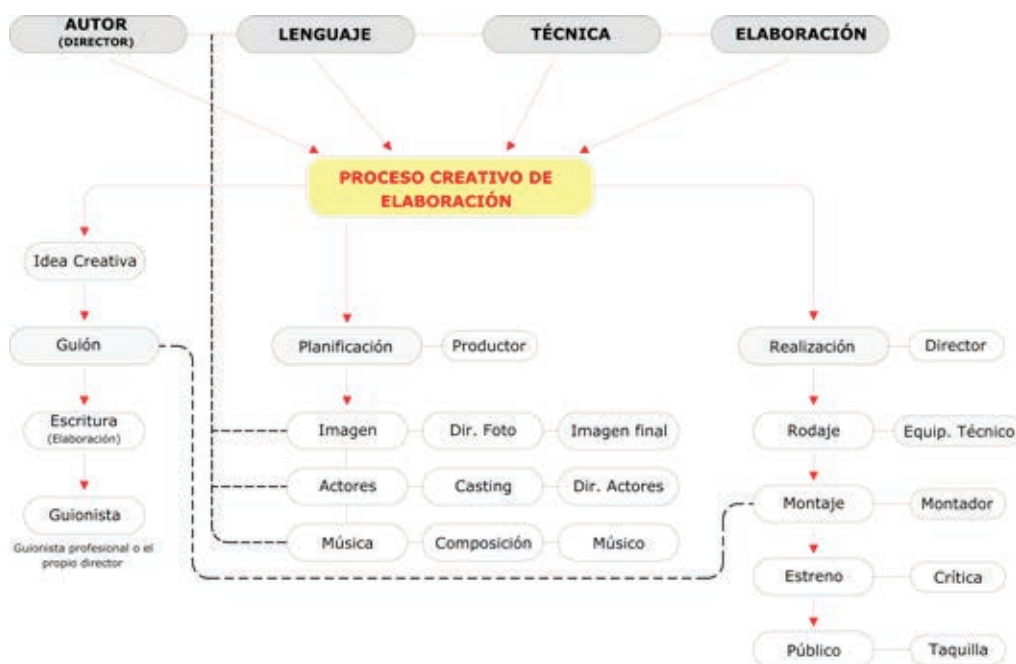 AUTOR
(DIRECTOR)
LENGUAJE
TÉCNICA
ELABORACIÓN
PROCESO CREATIVO DE
ELABORACIÓN
Idea Creativa
Guión
Escritura
(Elaboración)
Guionista
Guionista profesional o el
propio director
Planificación
Productor
Imagen
Dir. Foto
Imagen final
Actores
Casting
Dir. Actores
Música
Composición
Músico
Realización
Director
Rodaje
Equip. Técnico
Montaje
Montador
Estreno
Crítica
Público
Taquilla